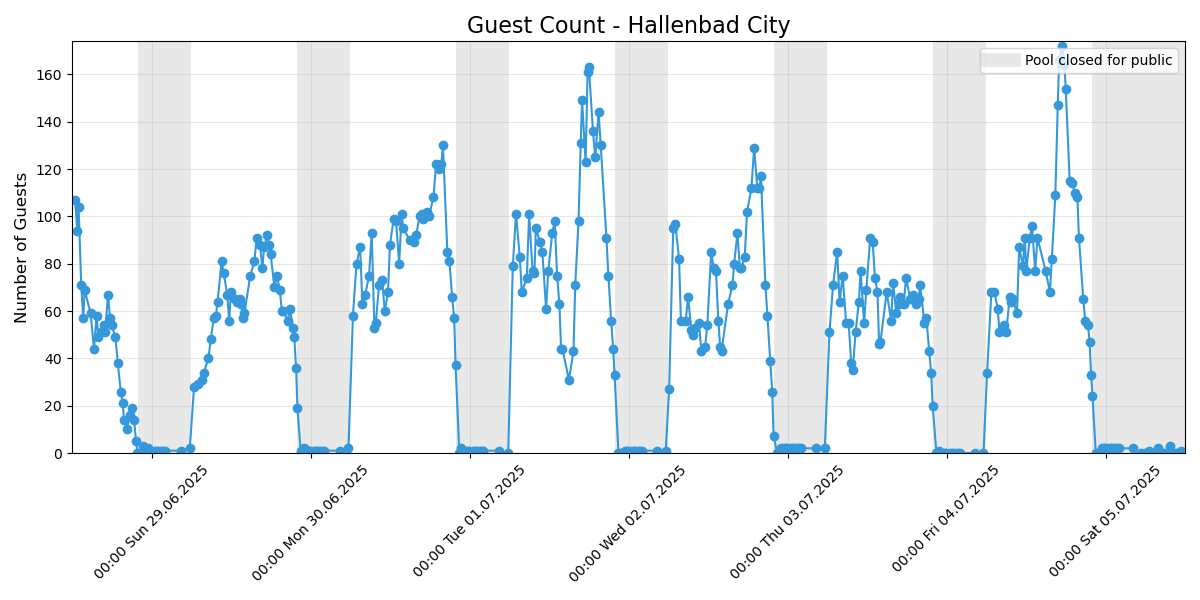 Guest Count - Hallenbad City
Pool closed for public
Number of Guests
160
140
120
100
80
60
40
20
0
00:00 Sun 29.06.2025
00:00 Mon 30.06.2025
00:00 Tue 01.07.2025
00:00 Wed 02.07.2025
00:00 Thu 03.07.2025
00:00 Fri 04.07.2025
00:00 Sat 05.07.2025